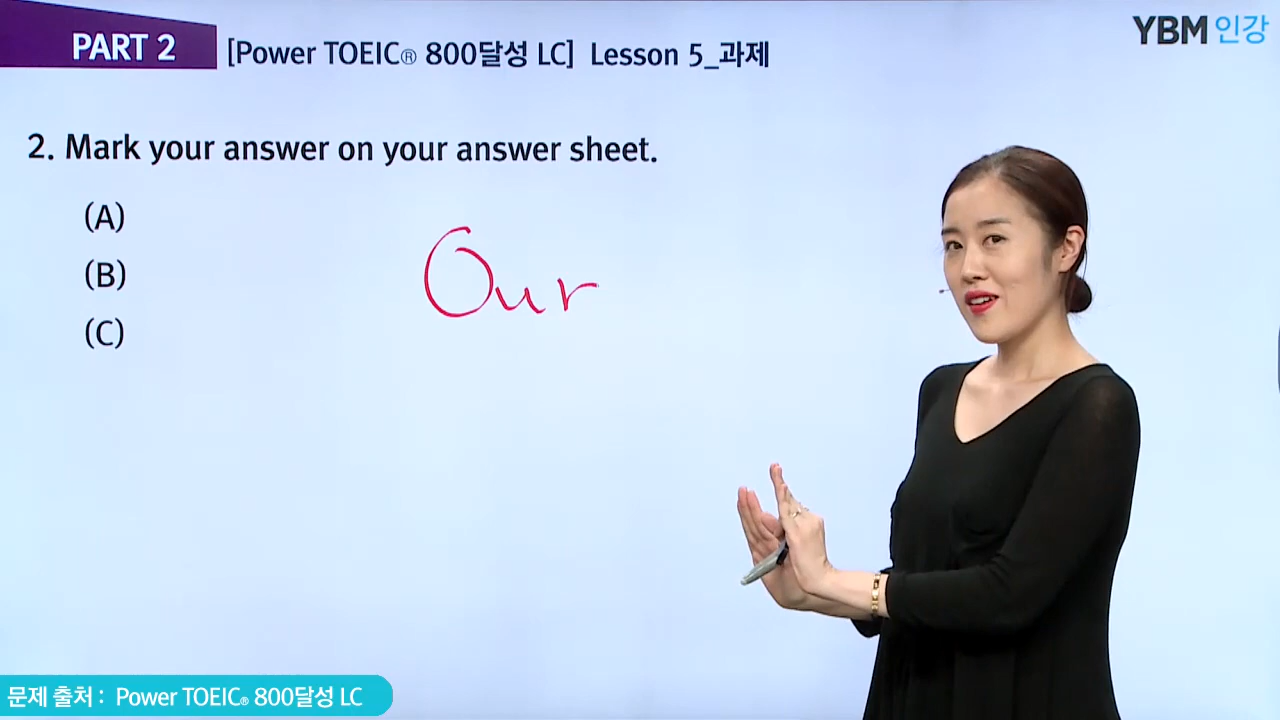 PART 2
[Power TOEIC® 800달성 LC] Lesson 5_과제
YBM 인강
2. Mark your answer on your answer sheet.
(A)
(B)
(C)
Our
문제 출처 : Power TOEIC® 800달성 LC